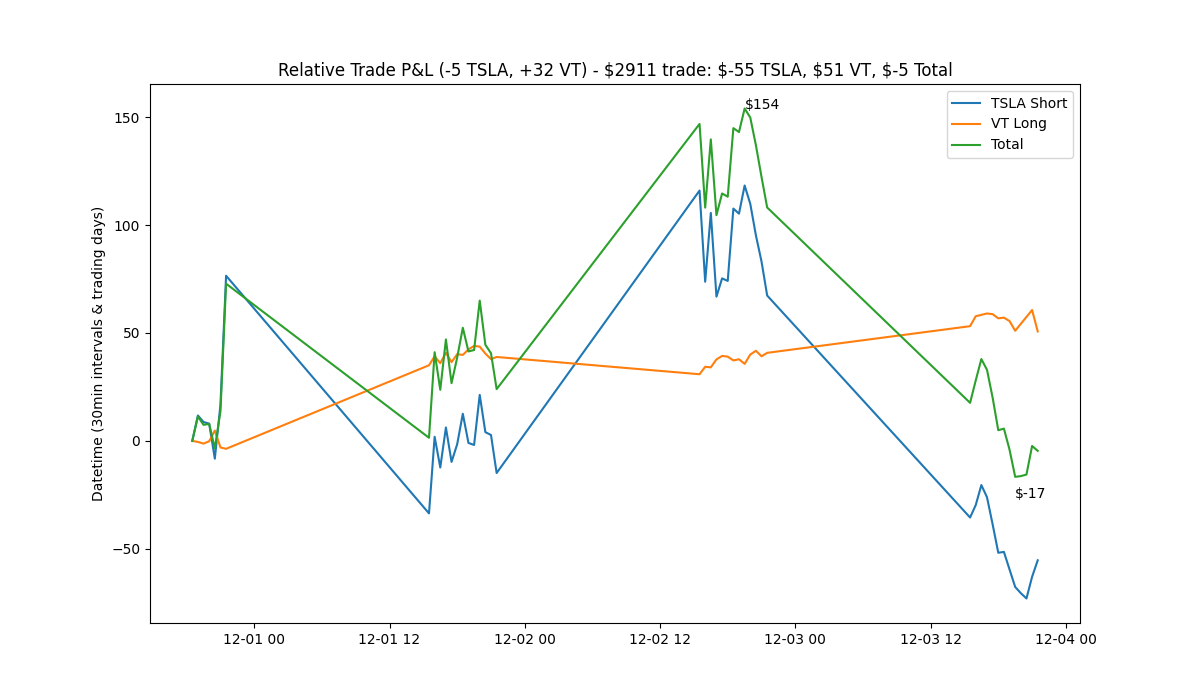 Relative Trade P&L (-5 TSLA, +32 VT) - $2911 trade: $-55 TSLA, $51 VT, $-5 Total
TSLA Short
VT Long
Total
$154
$-17
Datetime (30min intervals & trading days)
150
100
50
0
−50
12-01 00
12-01 12
12-02 00
12-02 12
12-03 00
12-03 12
12-04 00